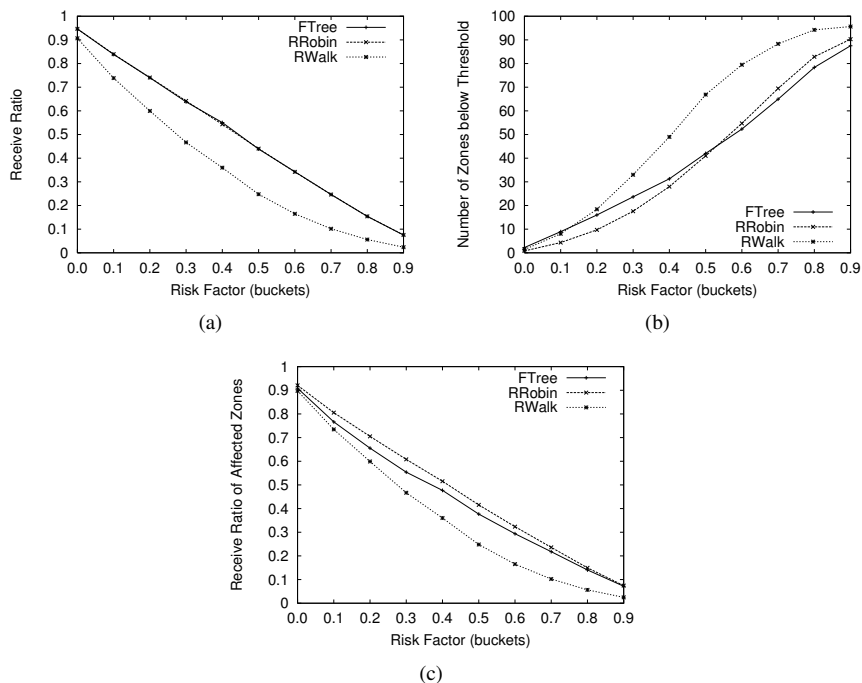 1
0.9
0.8
0.7
0.6
0.5
0.4
0.3
0.2
0.1
0
Receive Ratio
FTree
RRobin
RWalk
0.0 0.1 0.2 0.3 0.4 0.5 0.6 0.7 0.8 0.9
Risk Factor (buckets)
(a)
100
90
80
70
60
50
40
30
20
10
0
Number of Zones below Threshold
FTree
RRobin
RWalk
0.0 0.1 0.2 0.3 0.4 0.5 0.6 0.7 0.8 0.9
Risk Factor (buckets)
(b)
1
0.9
0.8
0.7
0.6
0.5
0.4
0.3
0.2
0.1
0
Receive Ratio of Affected Zones
FTree
RRobin
RWalk
0.0 0.1 0.2 0.3 0.4 0.5 0.6 0.7 0.8 0.9
Risk Factor (buckets)
(c)